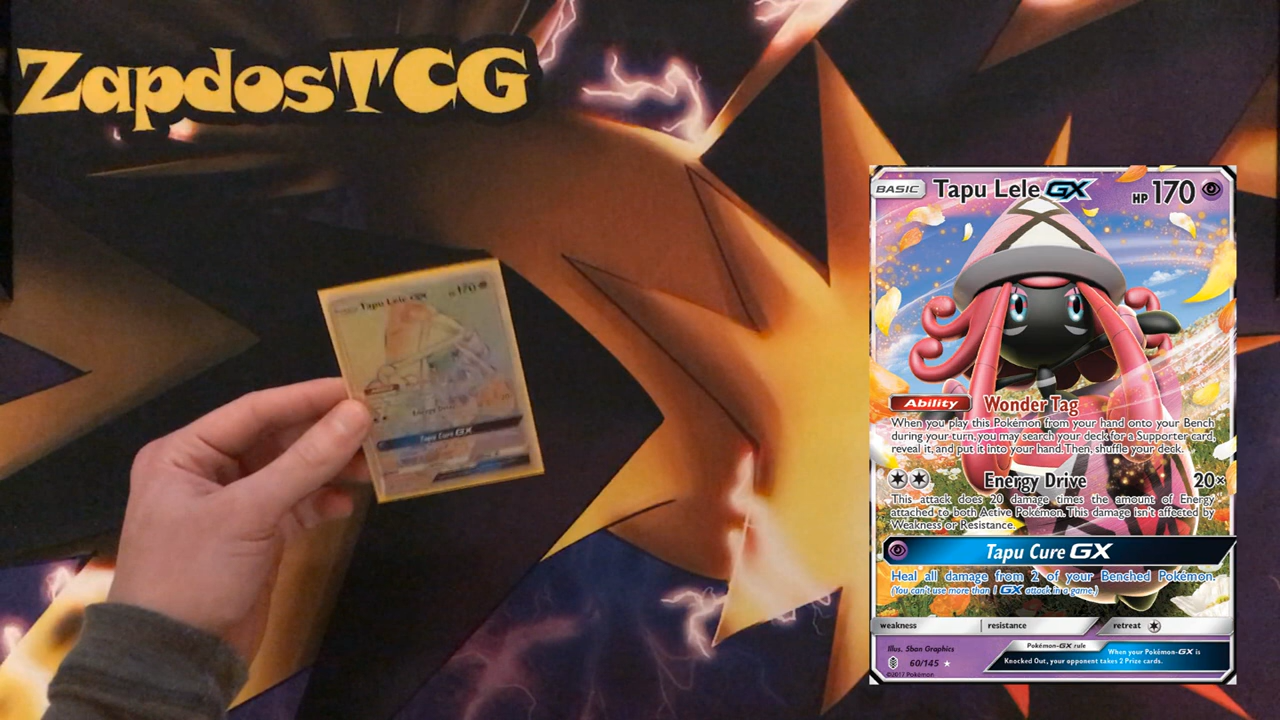 ZapdosTCG
Tapu Lele GX 170
Energy Drive
Tapu Cure GX
BASIC Tapu Lele GX HP 170
Ability Wonder Tag
When you play this Pokémon from your hand onto your Bench
during your turn, you may search your deck for a Supporter card,
reveal it, and put it into your hand. Then, shuffle your deck.
Energy Drive 20×
This attack does 20 damage times the amount of Energy
attached to both Active Pokémon. This damage isn't affected by
Weakness or Resistance.
Tapu Cure GX
Heal all damage from 2 of your Benched Pokémon.
(You can't use more than 1 GX attack in a game.)
weakness resistance retreat
Illus. 5ban Graphics
Pokémon-GX rule
When your Pokémon-GX is
Knocked Out, your opponent takes 2 Prize cards.
60/145
©2017 Pokémon